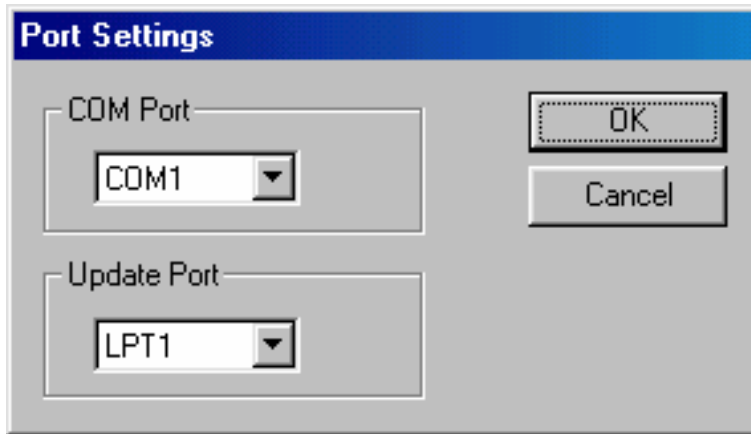 Port Settings
COM Port
COM1
OK
Cancel
Update Port
LPT1